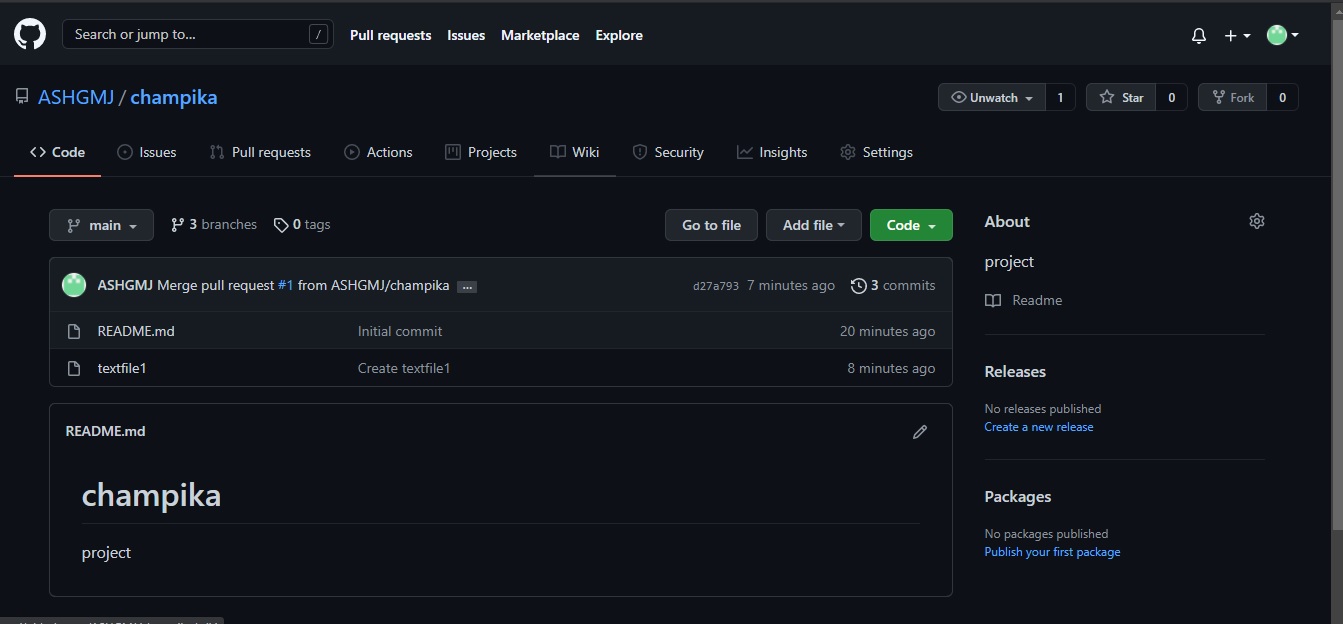 Search or jump to... /
Pull requests Issues Marketplace Explore
ASHGMJ / champika
Unwatch 1 Star 0 Fork 0
Code Issues Pull requests Actions Projects Wiki Security Insights Settings
main 3 branches 0 tags Go to file Add file Code
ASHGMJ Merge pull request #1 from ASHGMJ/champika ... d27a793 7 minutes ago 3 commits
README.md Initial commit 20 minutes ago
textfile1 Create textfile1 8 minutes ago
README.md
champika
project
About
project
Readme
Releases
No releases published
Create a new release
Packages
No packages published
Publish your first package